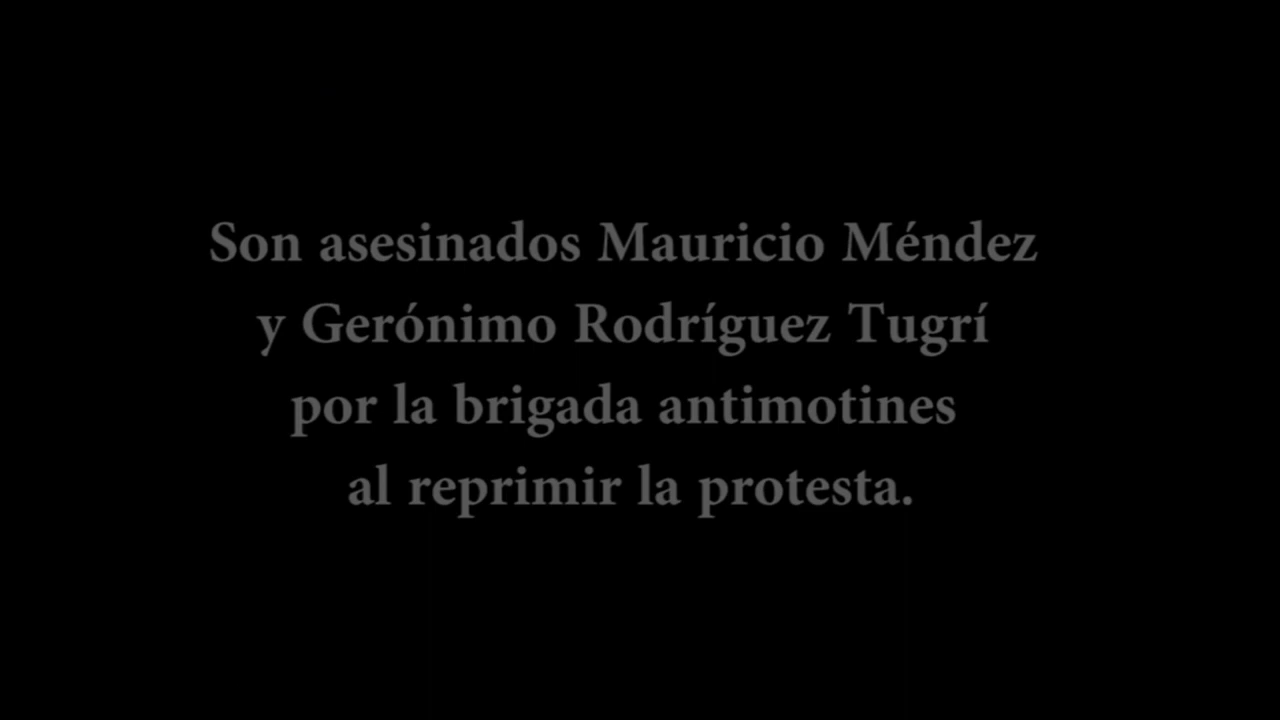 Son asesinados Mauricio Méndez
y Gerónimo Rodríguez Tugrí
por la brigada antimotines
al reprimir la protesta.